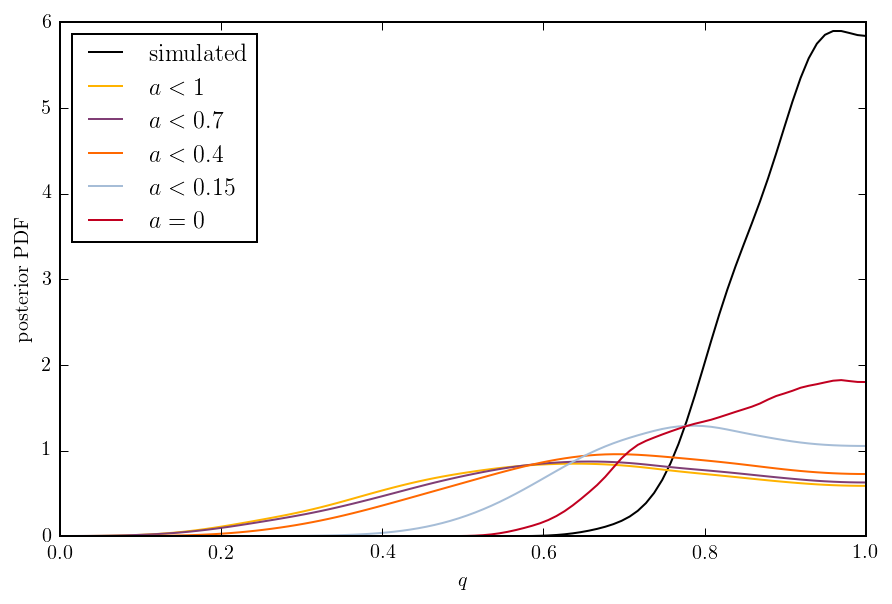 6
5
4
3
2
1
0
posterior PDF
simulated
a < 1
a < 0.7
a < 0.4
a < 0.15
a = 0
0.0 0.2 0.4 0.6 0.8 1.0
q